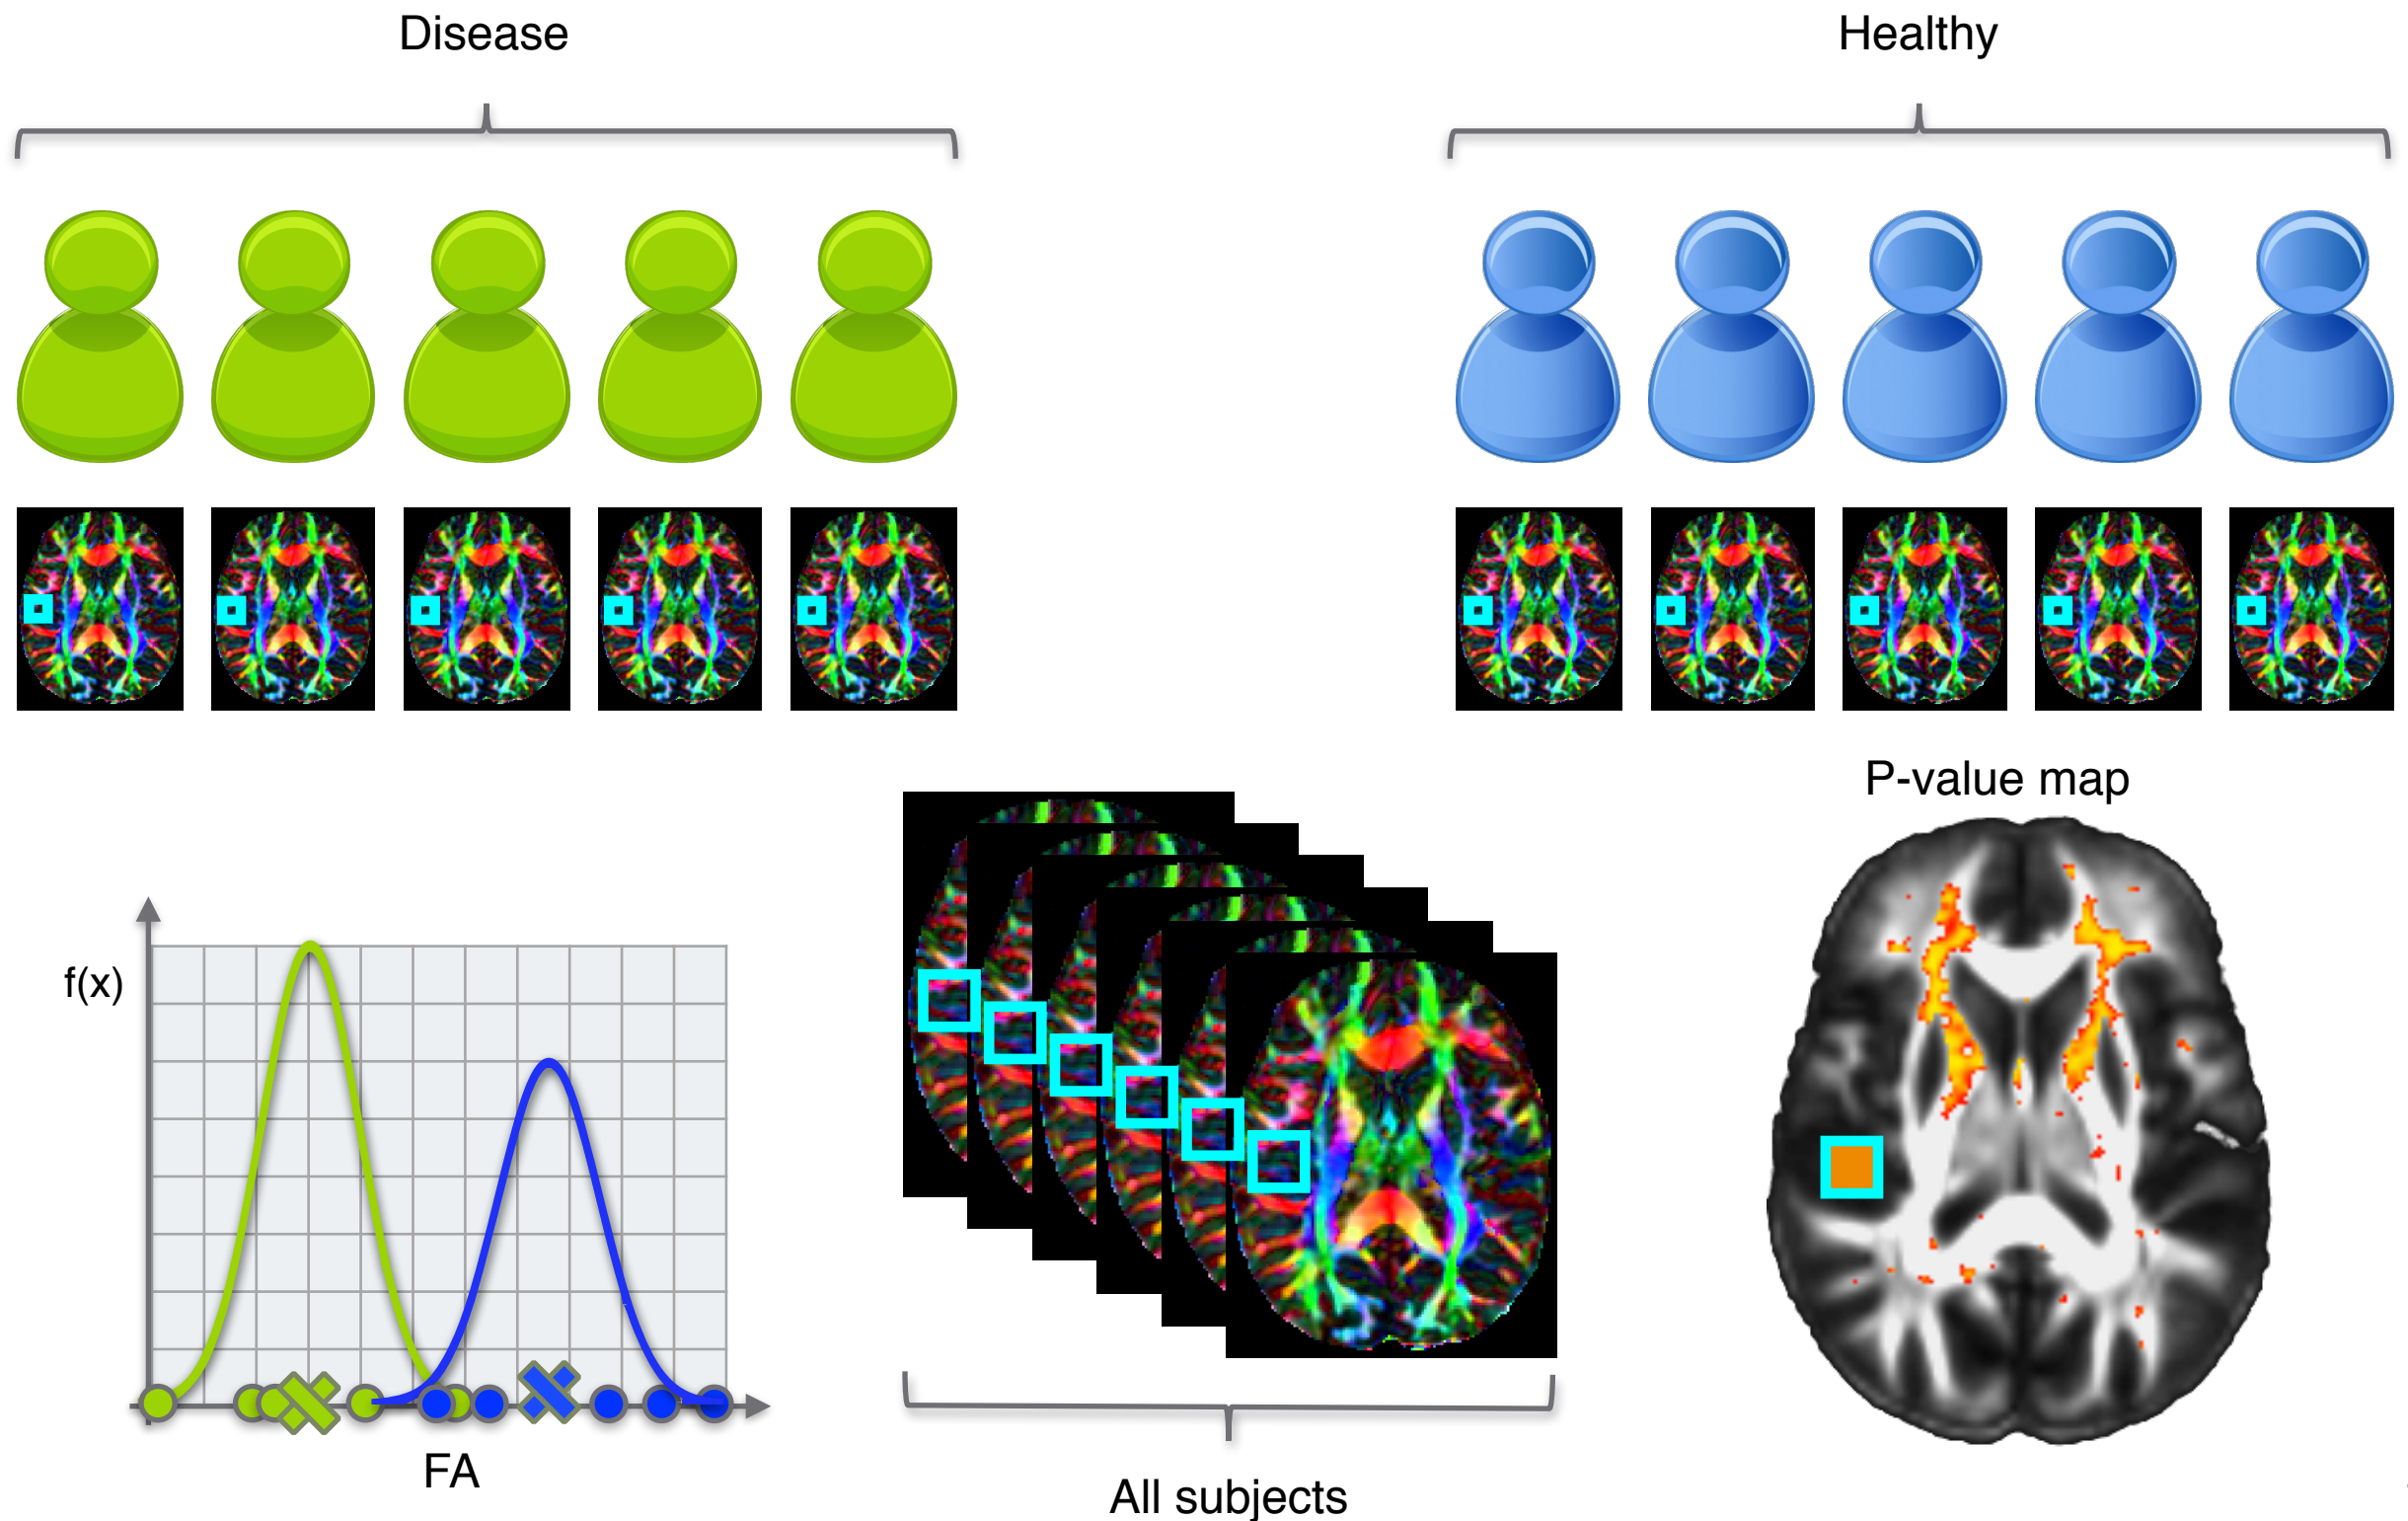 Disease
Healthy
P-value map
f(x)
FA
All subjects